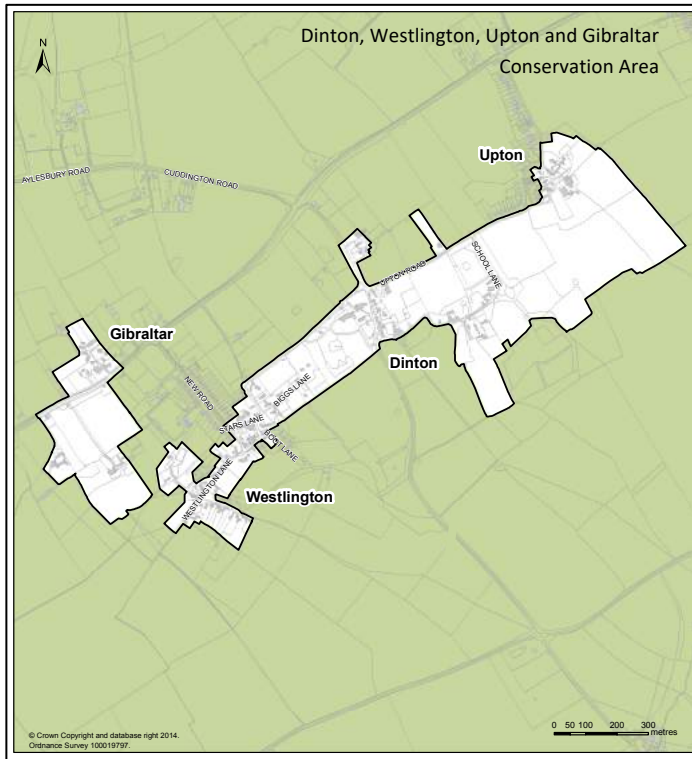 Dinton, Westlington, Upton and Gibraltar
Conservation Area
N
Upton
AYLESBURY ROAD
CUDDINGTON ROAD
UPTON ROAD
SCHOOL LANE
Gibraltar
Dinton
NEW ROAD
BIGGS LANE
STARS LANE
BOOT LANE
WESTLINGTON LANE
Westlington
© Crown Copyright and database right 2014.
Ordnance Survey 100019797.
0 50 100 200 300
metres